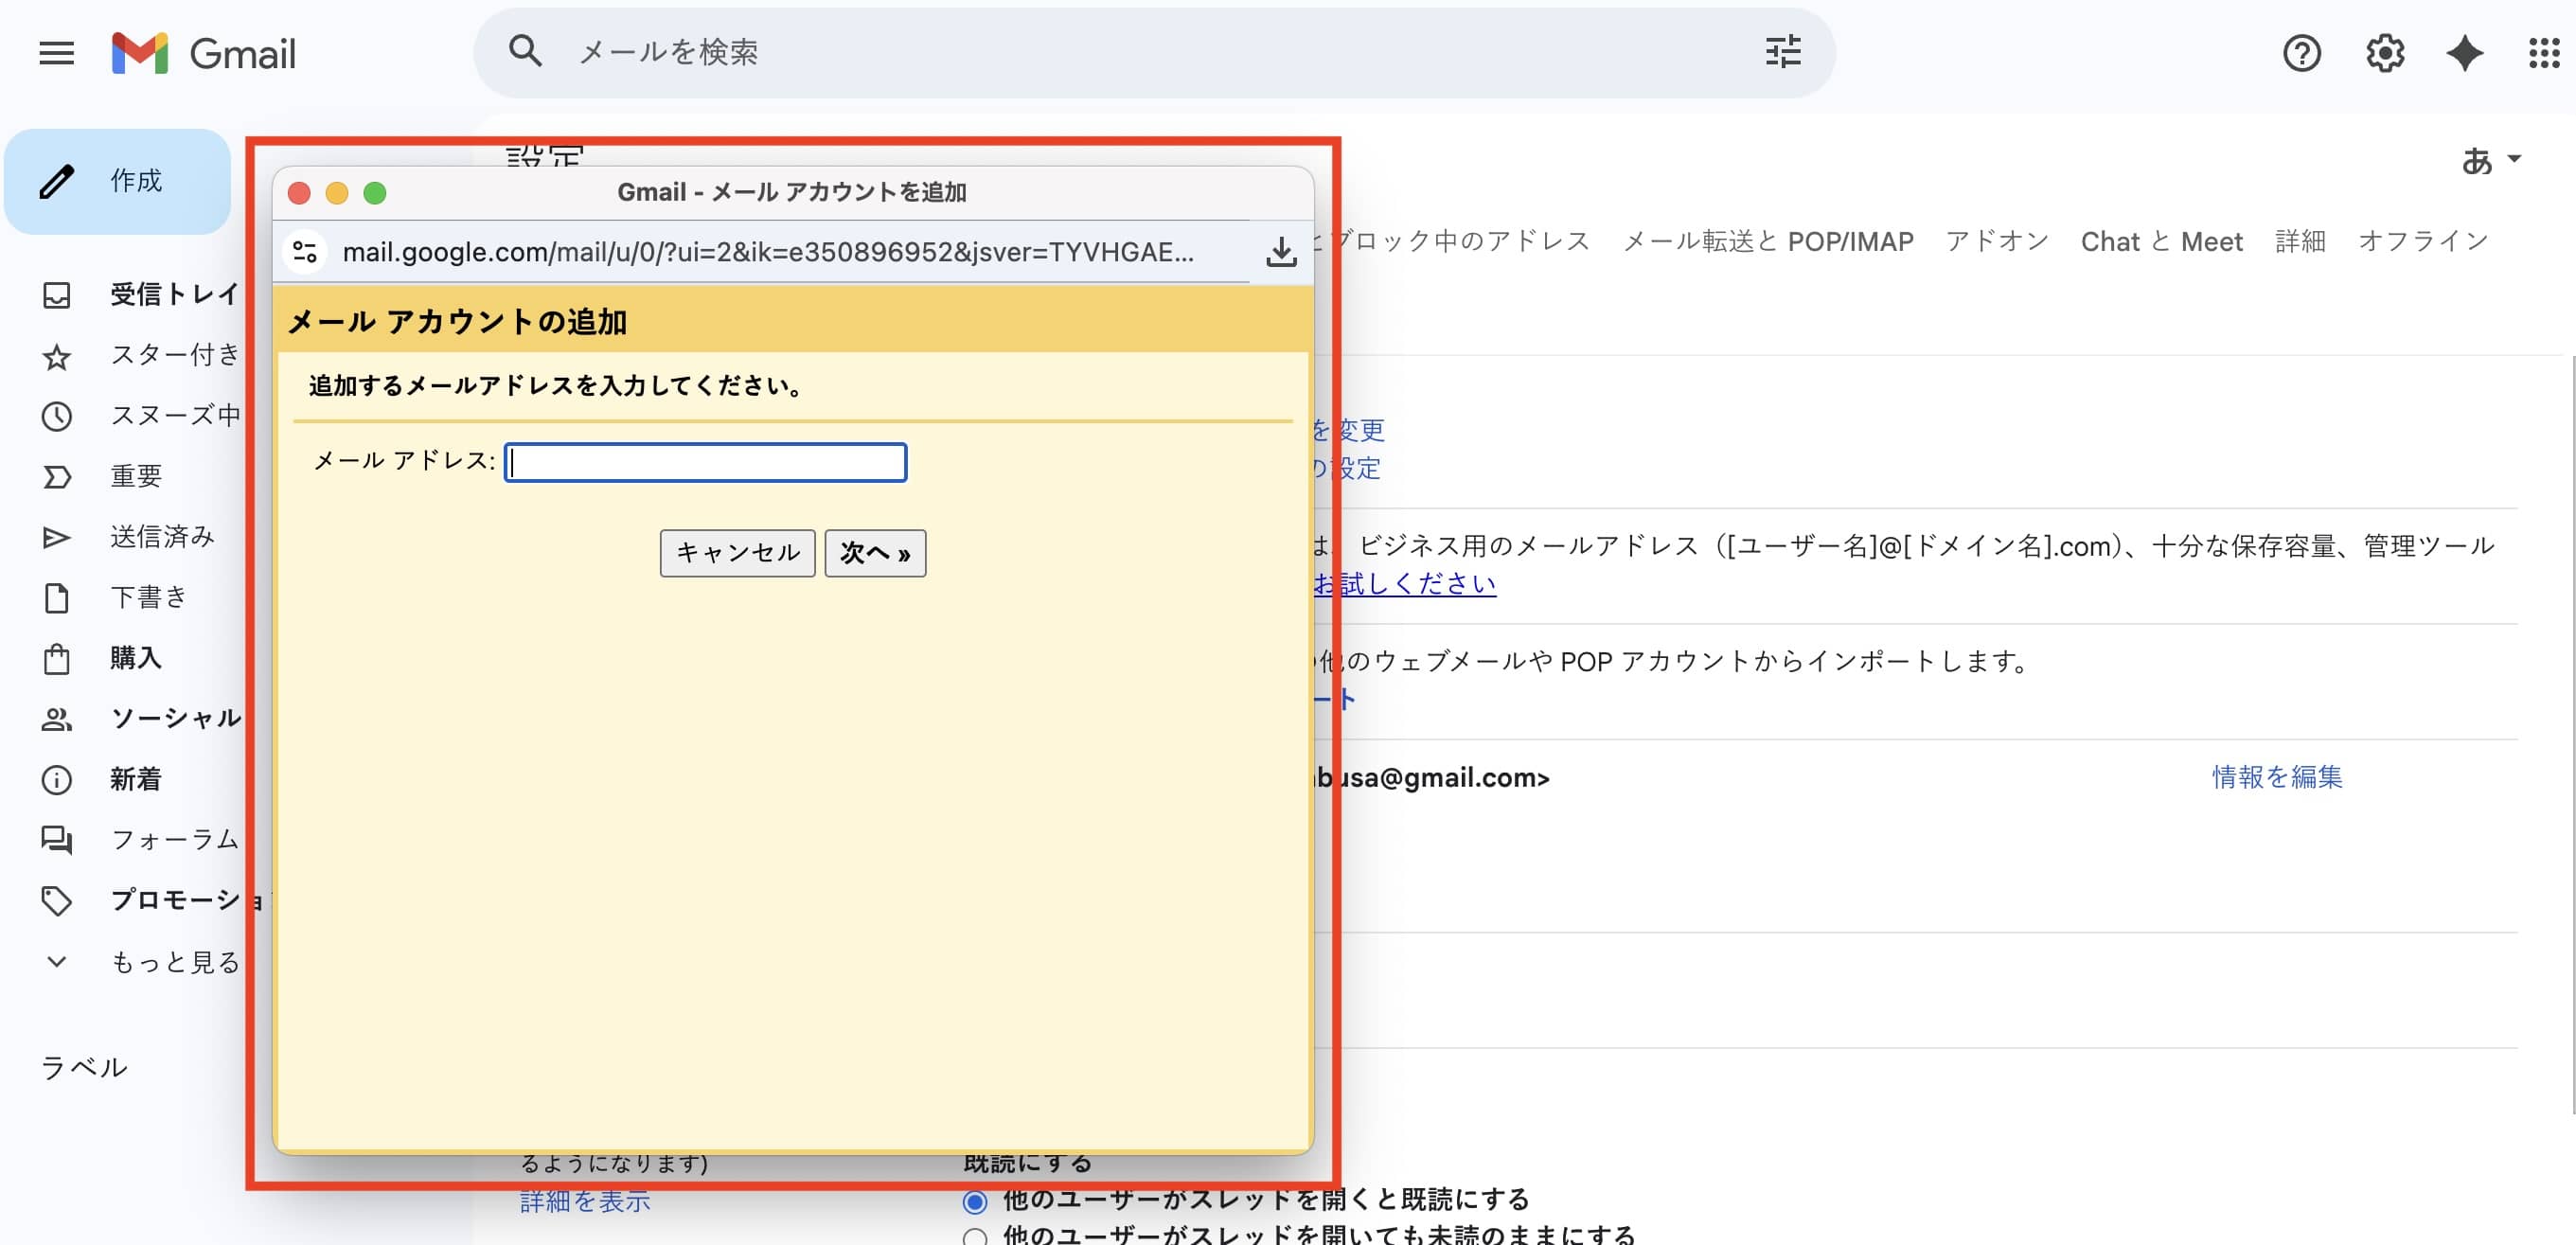 Gmail
メールを検索
作成
受信トレイ
スター付き
スヌーズ中
重要
送信済み
下書き
購入
ソーシャル
新着
フォーラム
プロモーショ
もっと見る
ラベル
設定
あ
Gmail - メール アカウントを追加
mail.google.com/mail/u/0/?ui=2&ik=e350896952&jsver=TYVHGAE...
メール アカウントの追加
追加するメールアドレスを入力してください。
メール アドレス:
キャンセル 次へ »
とブロック中のアドレス メール転送と POP/IMAP アドオン Chat と Meet 詳細 オフライン
を変更
の設定
は、ビジネス用のメールアドレス（[ユーザー名]@[ドメイン名].com）、十分な保存容量、管理ツール
お試しください
の他のウェブメールや POP アカウントからインポートします。
ート
busa@gmail.com> 情報を編集
るようになります) 既読にする
詳細を表示 他のユーザーがスレッドを開くと既読にする
他のユーザーがスレッドを開いても未読のままにする